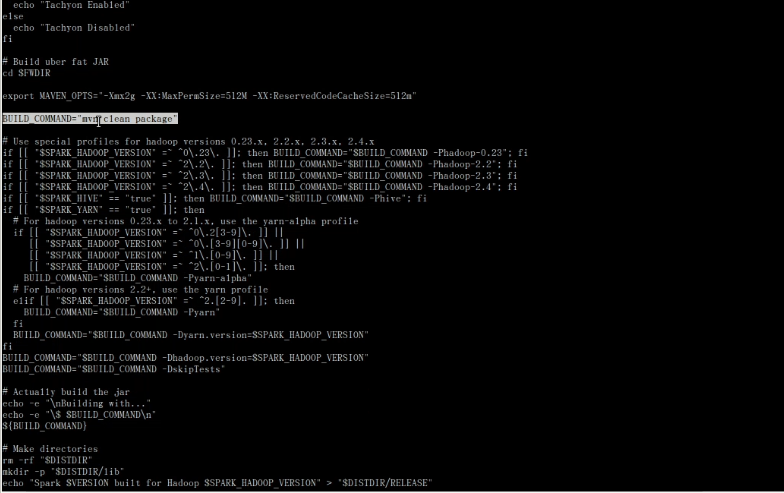 echo "Tachyon Enabled"
else
  echo "Tachyon Disabled"
fi
# Build uber fat JAR
cd $FWDIR
export MAVEN_OPTS="-Xmx2g -XX:MaxPermSize=512M -XX:ReservedCodeCacheSize=512m"
BUILD_COMMAND="mvn clean package"
# Use special profiles for hadoop versions 0.23.x, 2.2.x, 2.3.x, 2.4.x
if [[ "$SPARK_HADOOP_VERSION" =~ ^0\.23\. ]]; then BUILD_COMMAND="$BUILD_COMMAND -Phadoop-0.23"; fi
if [[ "$SPARK_HADOOP_VERSION" =~ ^2\.2\. ]]; then BUILD_COMMAND="$BUILD_COMMAND -Phadoop-2.2"; fi
if [[ "$SPARK_HADOOP_VERSION" =~ ^2\.3\. ]]; then BUILD_COMMAND="$BUILD_COMMAND -Phadoop-2.3"; fi
if [[ "$SPARK_HADOOP_VERSION" =~ ^2\.4\. ]]; then BUILD_COMMAND="$BUILD_COMMAND -Phadoop-2.4"; fi
if [[ "$SPARK_HIVE" == "true" ]]; then BUILD_COMMAND="$BUILD_COMMAND -Phive"; fi
if [[ "$SPARK_YARN" == "true" ]]; then
  # For hadoop versions 0.23.x to 2.1.x, use the yarn-alpha profile
  if [[ "$SPARK_HADOOP_VERSION" =~ ^0\.2[3-9]\. ]] ||
     [[ "$SPARK_HADOOP_VERSION" =~ ^0\.[3-9][0-9]\. ]] ||
     [[ "$SPARK_HADOOP_VERSION" =~ ^1\.[0-9]\. ]] ||
     [[ "$SPARK_HADOOP_VERSION" =~ ^2\.[0-1]\. ]]; then
    BUILD_COMMAND="$BUILD_COMMAND -Pyarn-alpha"
  # For hadoop versions 2.2+, use the yarn profile
  elif [[ "$SPARK_HADOOP_VERSION" =~ ^2.[2-9]. ]]; then
    BUILD_COMMAND="$BUILD_COMMAND -Pyarn"
  fi
  BUILD_COMMAND="$BUILD_COMMAND -Dyarn.version=$SPARK_HADOOP_VERSION"
fi
BUILD_COMMAND="$BUILD_COMMAND -Dhadoop.version=$SPARK_HADOOP_VERSION"
BUILD_COMMAND="$BUILD_COMMAND -DskipTests"
# Actually build the jar
echo -e "\nBuilding with..."
echo -e "\$ $BUILD_COMMAND\n"
${BUILD_COMMAND}
# Make directories
rm -rf "$DISTDIR"
mkdir -p "$DISTDIR/lib"
echo "Spark $VERSION built for Hadoop $SPARK_HADOOP_VERSION" > "$DISTDIR/RELEASE"